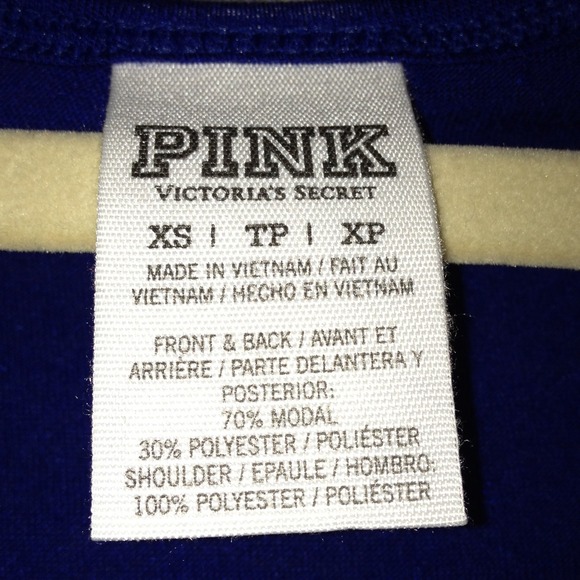 PINK
VICTORIA'S SECRET
XS | TP | XP
MADE IN VIETNAM / FAIT AU
VIETNAM / HECHO EN VIETNAM
FRONT & BACK / AVANT ET
ARRIÈRE / PARTE DELANTERA Y
POSTERIOR:
70% MODAL
30% POLYESTER / POLIÉSTER
SHOULDER / EPAULE / HOMBRO:
100% POLYESTER / POLIÉSTER